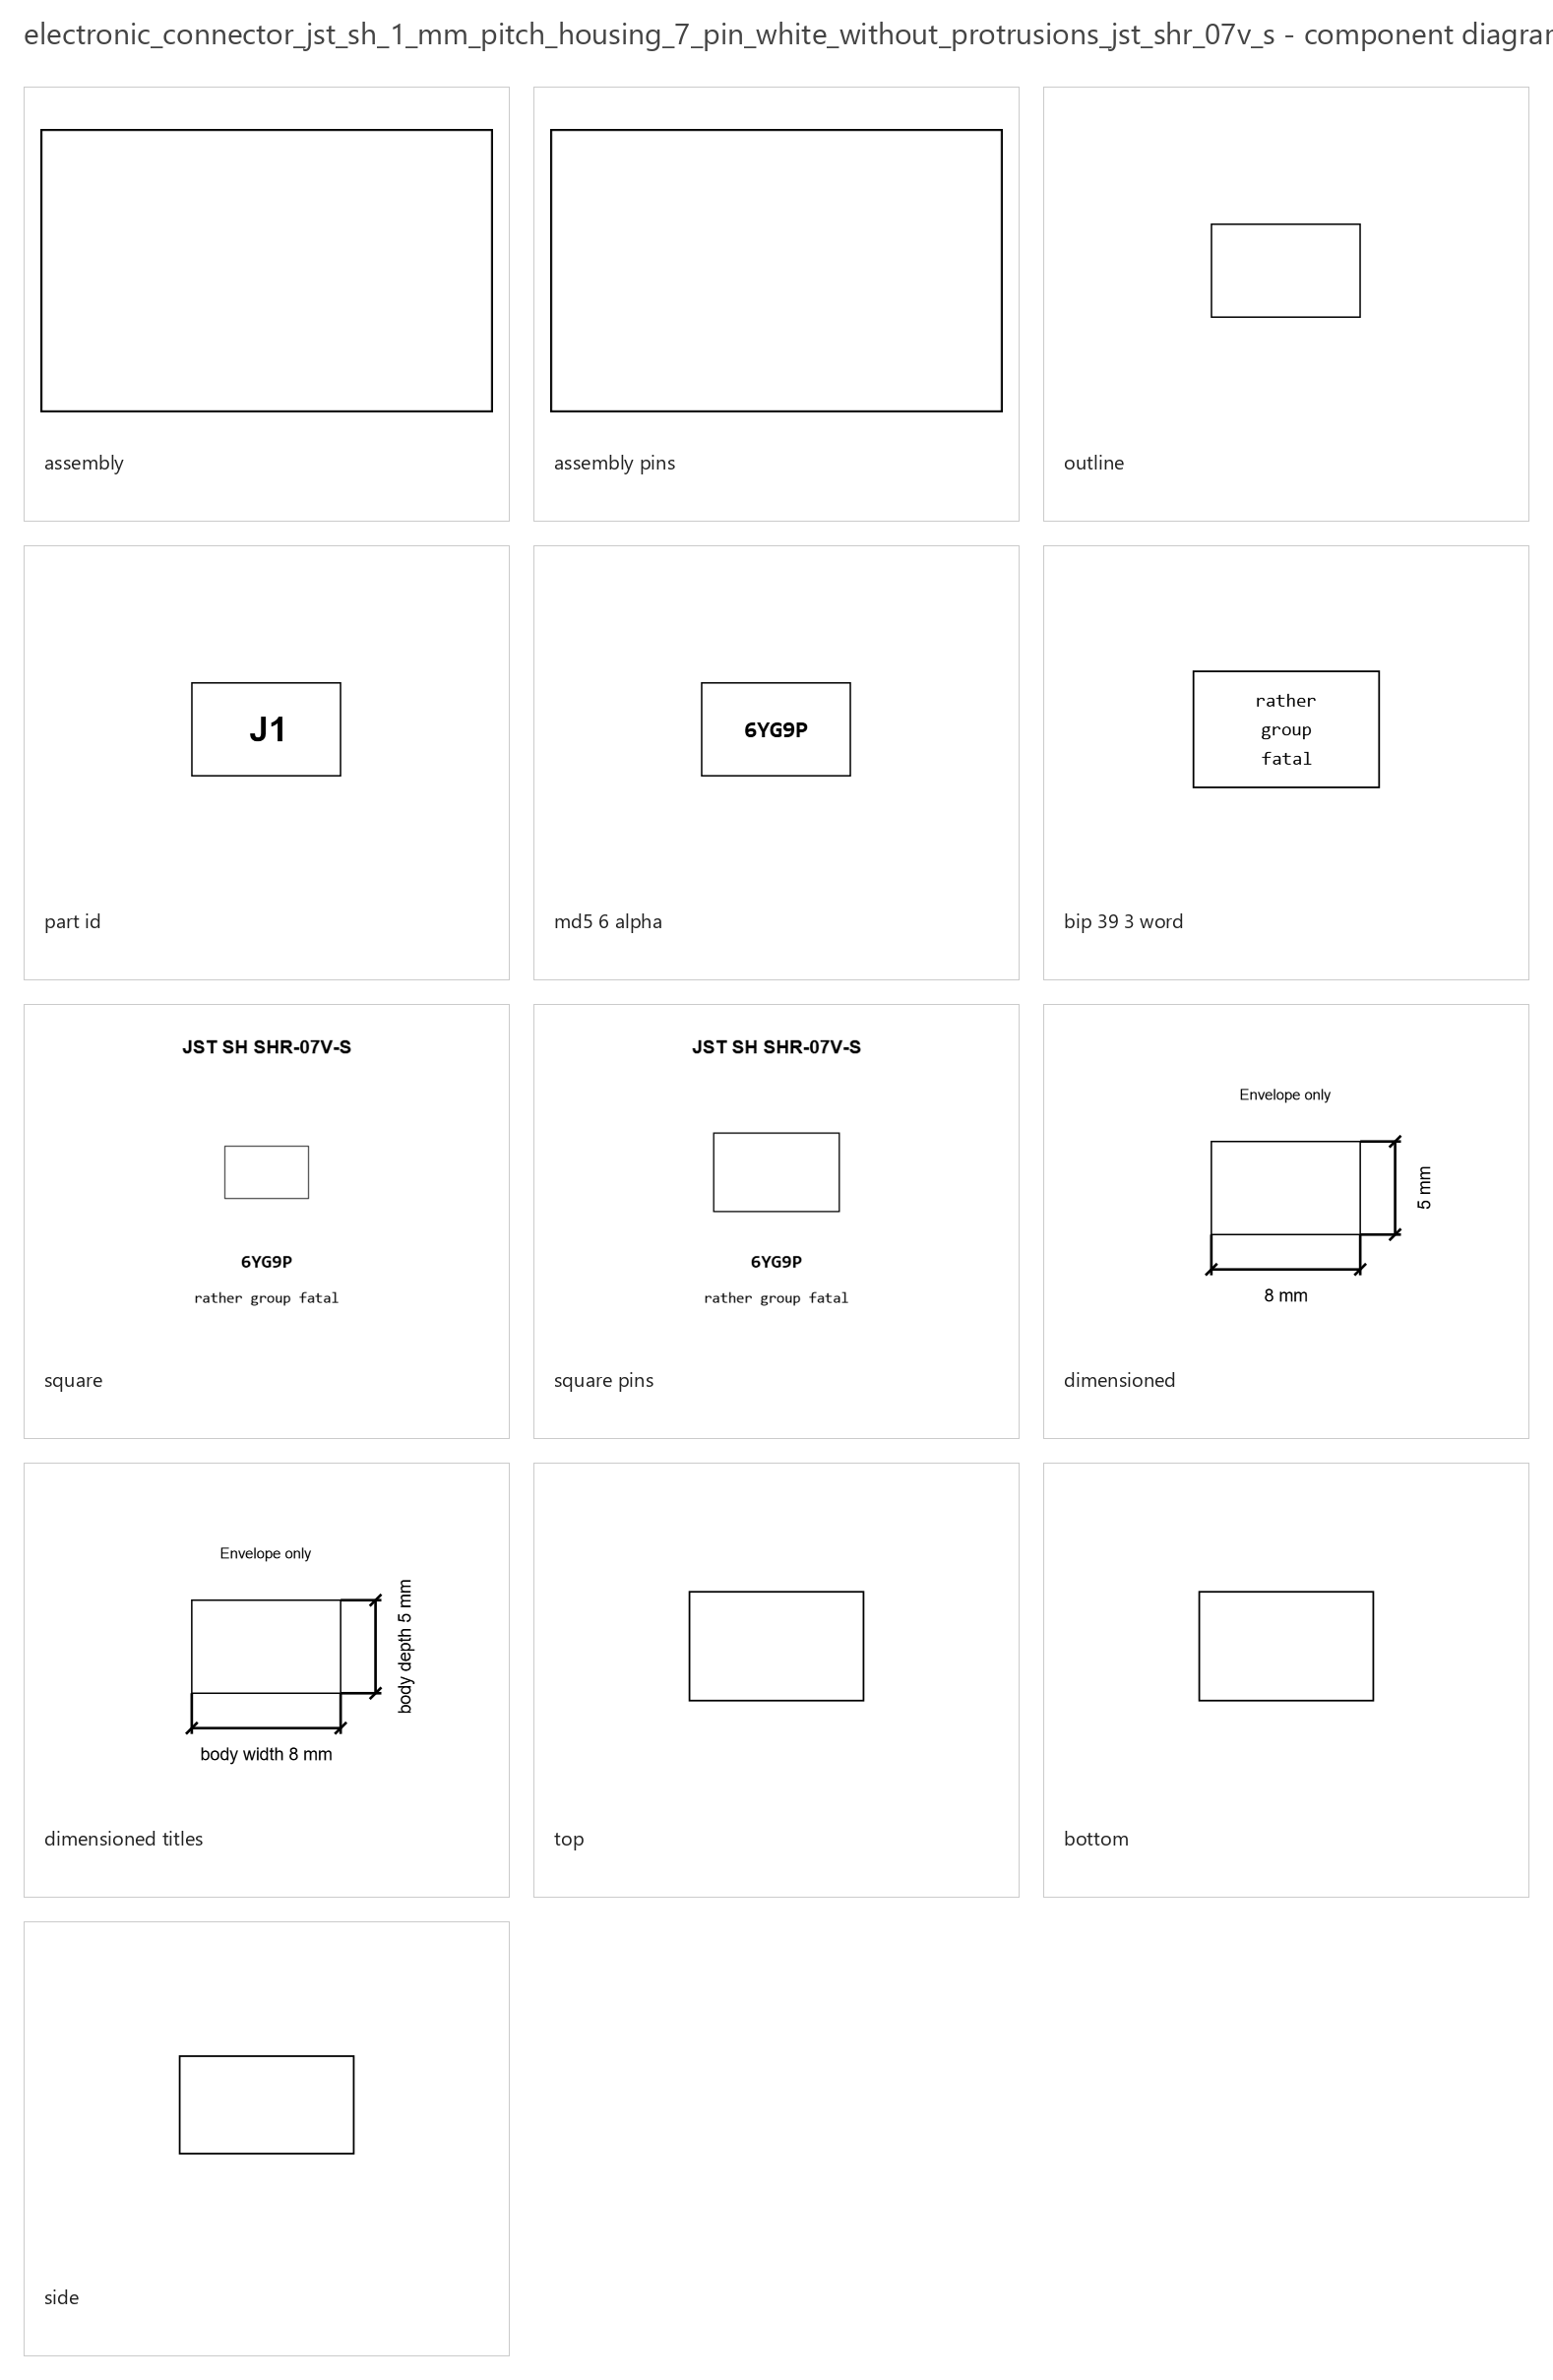 electronic_connector_jst_sh_1_mm_pitch_housing_7_pin_white_without_protrusions_jst_shr_07v_s - component diagrar
assembly
assembly pins
outline
J1
part id
6YG9P
md5 6 alpha
rather
group
fatal
bip 39 3 word
JST SH SHR-07V-S
6YG9P
rather group fatal
square
JST SH SHR-07V-S
6YG9P
rather group fatal
square pins
Envelope only
5 mm
8 mm
dimensioned
Envelope only
body depth 5 mm
body width 8 mm
dimensioned titles
top
bottom
side